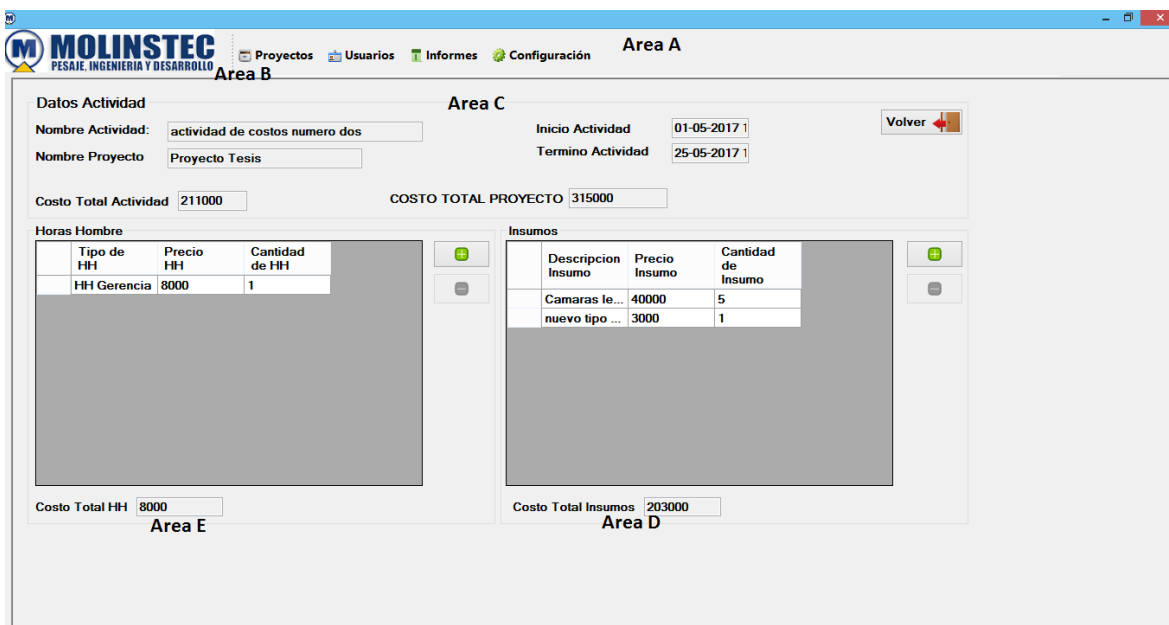 MOLINSTEC
PESAJE, INGENIERIA Y DESARROLLO
Proyectos Usuarios Informes Configuración
Area A
Area B
Area C
Datos Actividad
Nombre Actividad: actividad de costos numero dos
Inicio Actividad 01-05-2017 1
Volver
Nombre Proyecto Proyecto Tesis
Termino Actividad 25-05-2017 1
Costo Total Actividad 211000
COSTO TOTAL PROYECTO 315000
Horas Hombre
Tipo de HH Precio HH Cantidad de HH
HH Gerencia 8000 1
Costo Total HH 8000
Area E
Insumos
Descripcion Insumo Precio Insumo Cantidad de Insumo
Camaras le... 40000 5
nuevo tipo ... 3000 1
Costo Total Insumos 203000
Area D